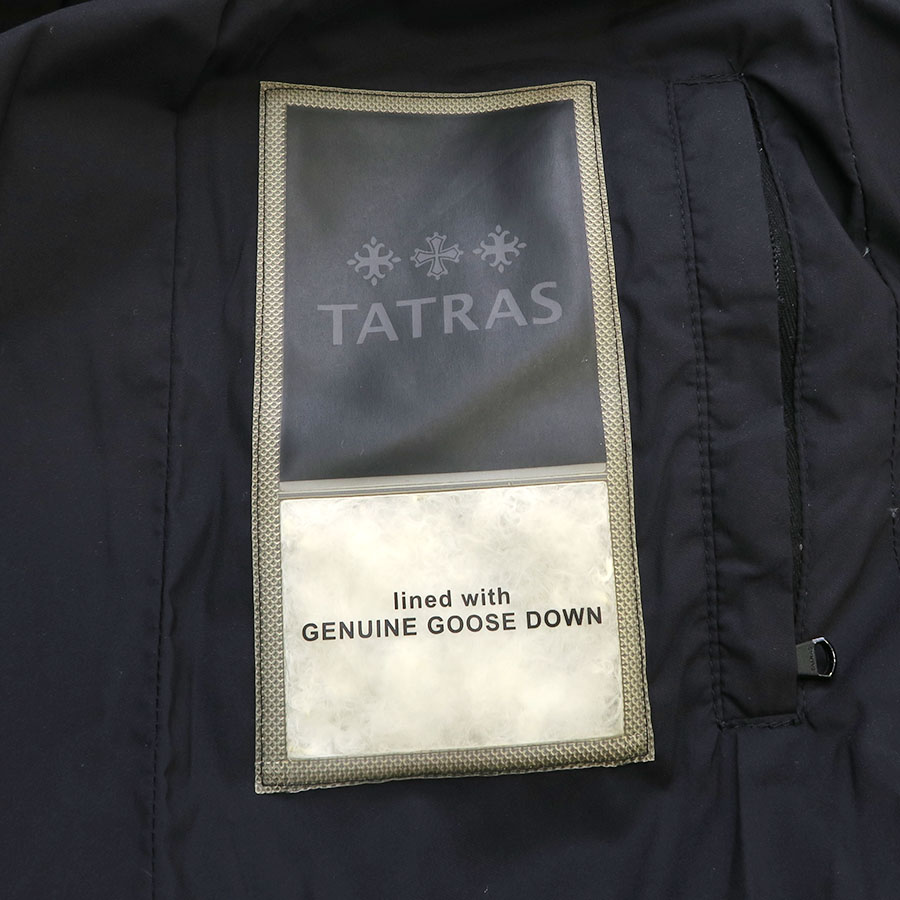 TATRAS
lined with
GENUINE GOOSE DOWN